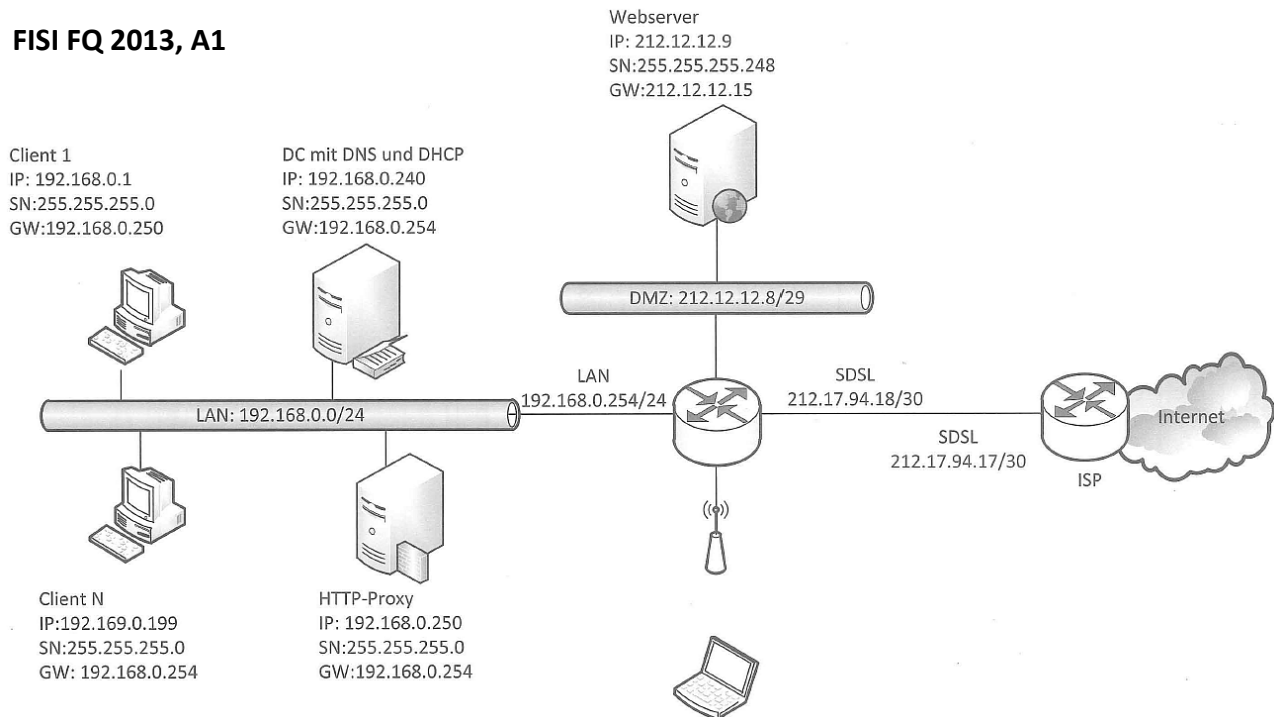 FISI FQ 2013, A1
Webserver
IP: 212.12.12.9
SN:255.255.255.248
GW:212.12.12.15
Client 1
IP: 192.168.0.1
SN:255.255.255.0
GW:192.168.0.250
DC mit DNS und DHCP
IP: 192.168.0.240
SN:255.255.255.0
GW:192.168.0.254
DMZ: 212.12.12.8/29
LAN
192.168.0.254/24
SDSL
212.17.94.18/30
LAN: 192.168.0.0/24
Internet
SDSL
212.17.94.17/30
ISP
Client N
IP:192.169.0.199
SN:255.255.255.0
GW: 192.168.0.254
HTTP-Proxy
IP: 192.168.0.250
SN:255.255.255.0
GW:192.168.0.254